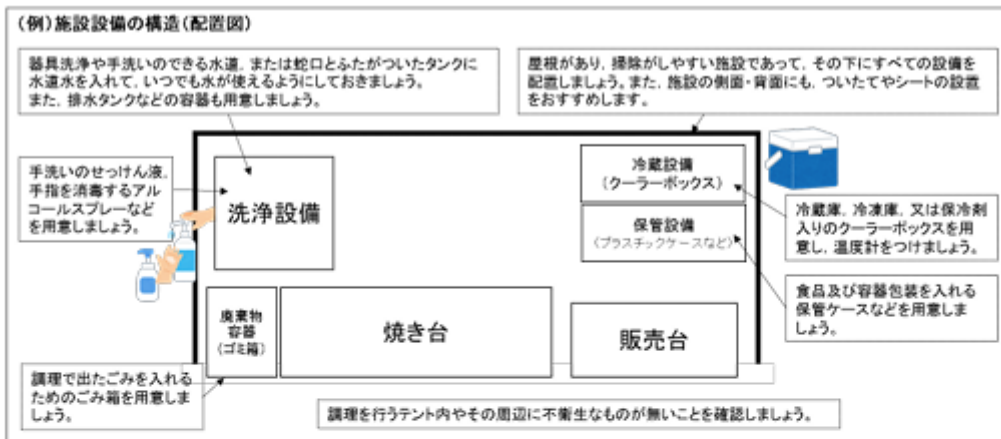 (例)施設設備の構造(配置図)
器具洗浄や手洗いのできる水道，または蛇口とふたがついたタンクに
水道水を入れて，いつでも水が使えるようにしておきましょう。
また，排水タンクなどの容器も用意しましょう。
屋根があり，掃除がしやすい施設であって，その下にすべての設備を
配置しましょう。また，施設の側面・背面にも，ついたてやシートの設置
をおすすめします。
手洗いのせっけん液，
手指を消毒するアル
コールスプレーなど
を用意しましょう。
洗浄設備
冷蔵設備
(クーラーボックス)
保管設備
(プラスチックケースなど)
冷蔵庫，冷凍庫，又は保冷剤
入りのクーラーボックスを用
意し，温度計をつけましょう。
食品及び容器包装を入れる
保管ケースなどを用意しま
しょう。
廃棄物
容器
(ゴミ箱)
焼き台
販売台
調理で出たごみを入れる
ためのごみ箱を用意しま
しょう。
調理を行うテント内やその周辺に不衛生なものが無いことを確認しましょう。